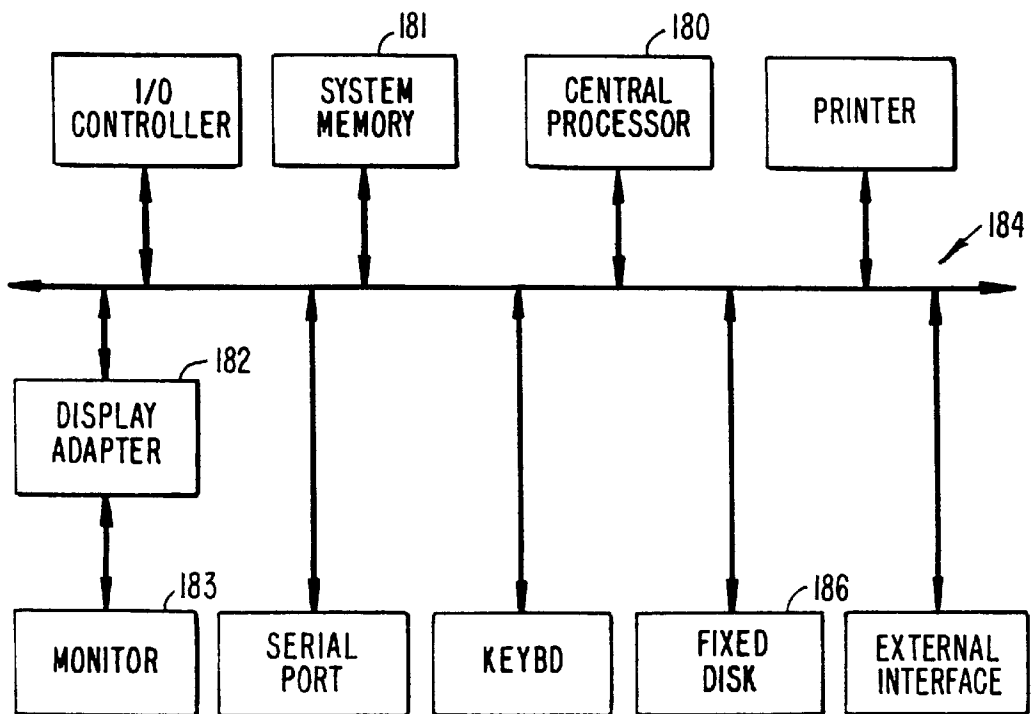 181
180
I/O
CONTROLLER
SYSTEM
MEMORY
CENTRAL
PROCESSOR
PRINTER
184
182
DISPLAY
ADAPTER
183
186
MONITOR
SERIAL
PORT
KEYBD
FIXED
DISK
EXTERNAL
INTERFACE